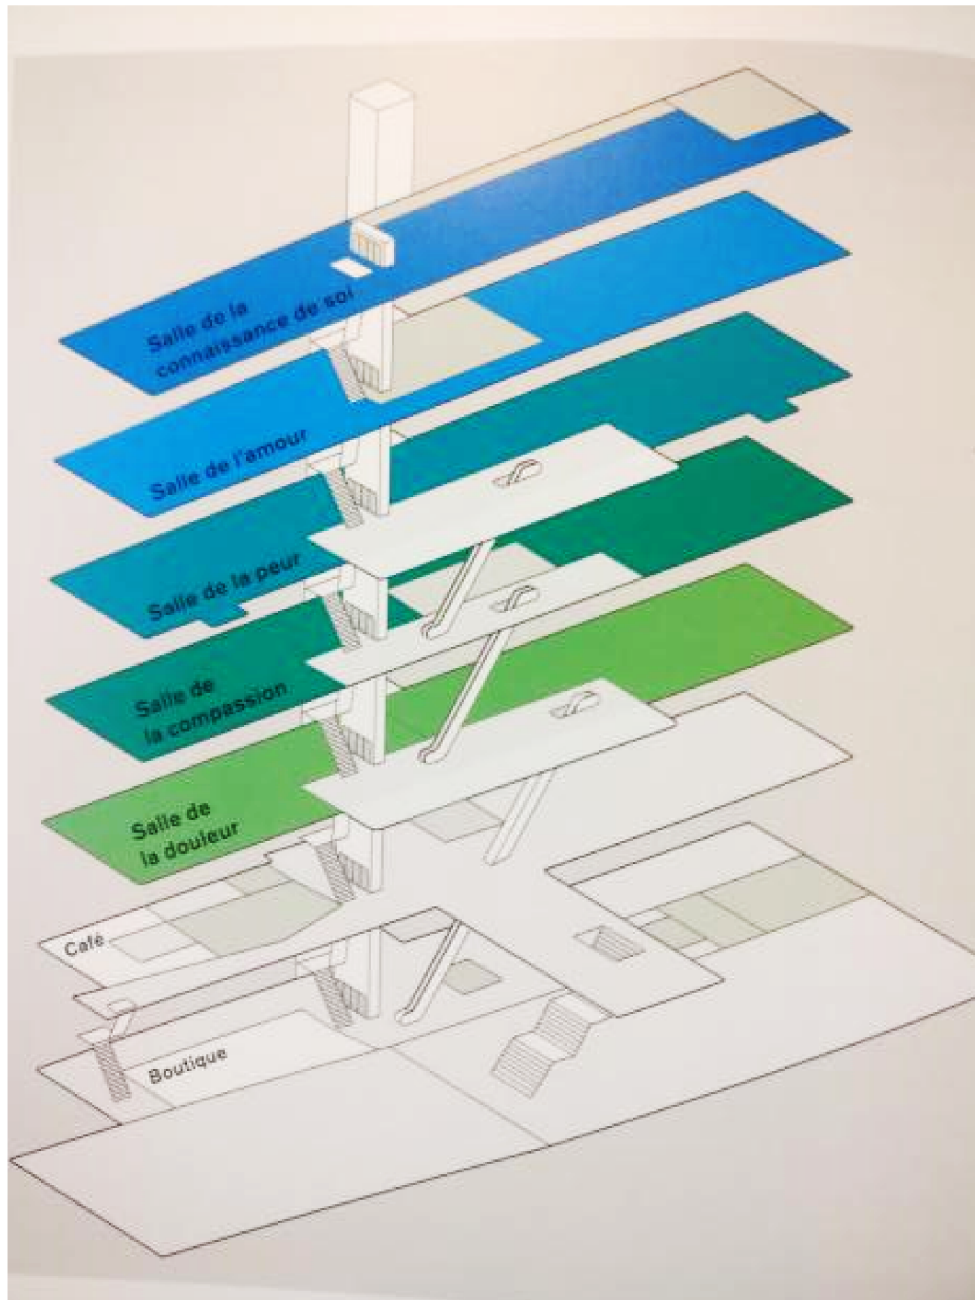 Salle de la
connaissance de soi
Salle de l'amour
Salle de la peur
Salle de
la compassion
Salle de
la douleur
Café
Boutique